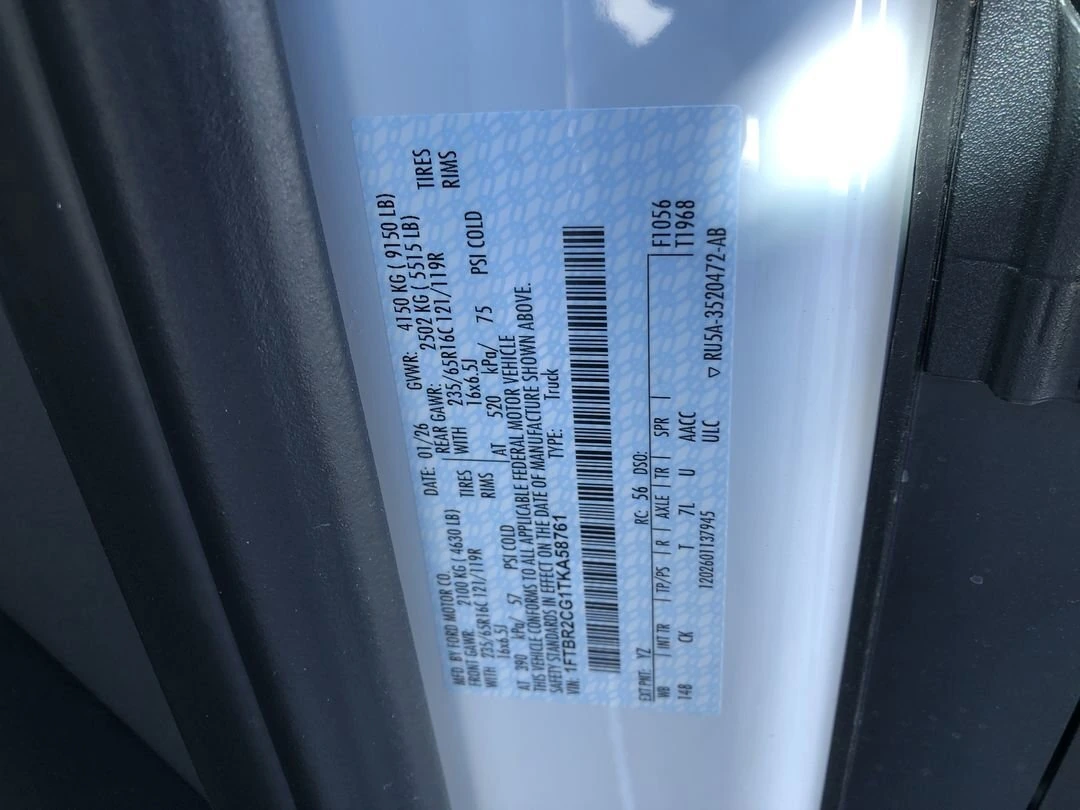 MFD. BY FORD MOTOR CO.
DATE: 01/26 GVWR: 4150 KG ( 9150 LB)
FRONT GAWR: 2100 KG ( 4630 LB) REAR GAWR: 2502 KG ( 5515 LB)
WITH 235/65R16C 121/119R TIRES WITH 235/65R16C 121/119R TIRES
16x6.5J RIMS 16x6.5J RIMS
AT 390 kPa/ 57 PSI COLD AT 520 kPa/ 75 PSI COLD
THIS VEHICLE CONFORMS TO ALL APPLICABLE FEDERAL MOTOR VEHICLE
SAFETY STANDARDS IN EFFECT ON THE DATE OF MANUFACTURE SHOWN ABOVE.
VIN: 1FTBR2CG1TKA58761 TYPE: Truck
EXT PNT: YZ RC: 56 DSO:
WB INT TR TP/PS R AXLE TR SPR F1056
148 CK T 7L U AACC T1968
ULC
1202601137945 ▽ RU5A-3520472-AB